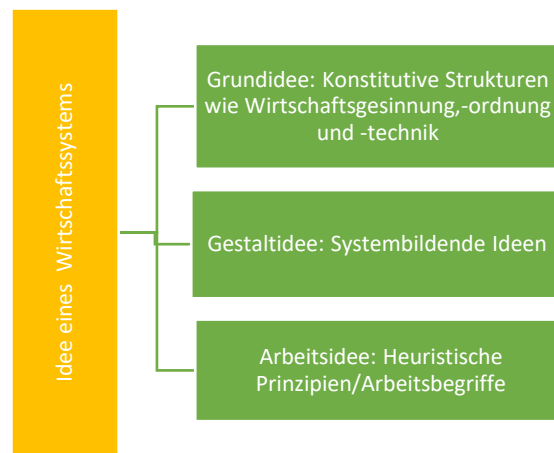 Idee eines Wirtschaftssystems
Grundidee: Konstitutive Strukturen
wie Wirtschaftsgesinnung,-ordnung
und -technik
Gestaltidee: Systembildende Ideen
Arbeitsidee: Heuristische
Prinzipien/Arbeitsbegriffe